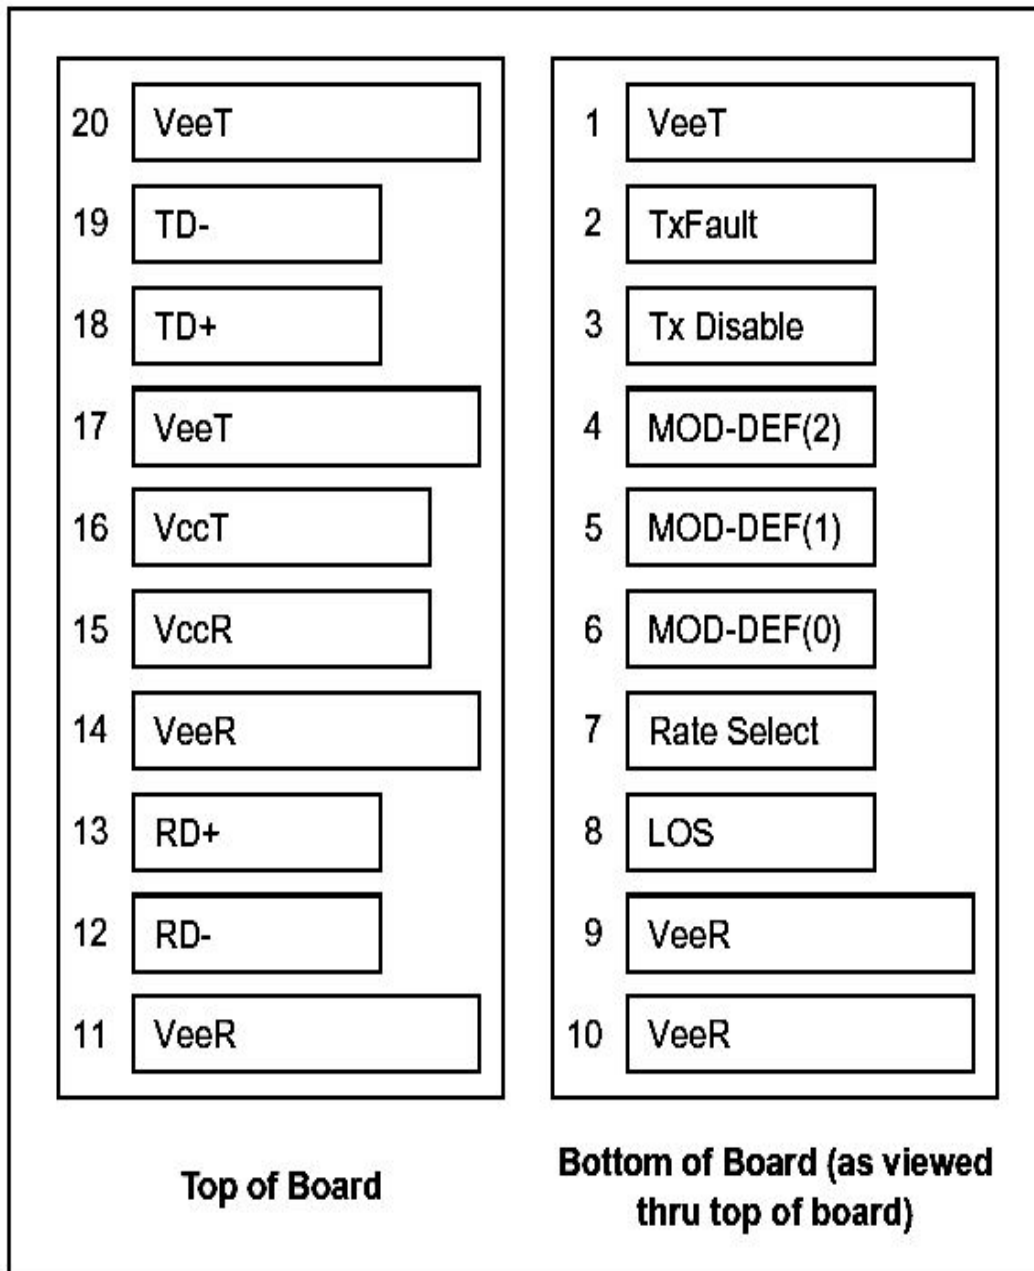 20 VeeT
19 TD-
18 TD+
17 VeeT
16 VccT
15 VccR
14 VeeR
13 RD+
12 RD-
11 VeeR
Top of Board
1 VeeT
2 TxFault
3 Tx Disable
4 MOD-DEF(2)
5 MOD-DEF(1)
6 MOD-DEF(0)
7 Rate Select
8 LOS
9 VeeR
10 VeeR
Bottom of Board (as viewed
thru top of board)